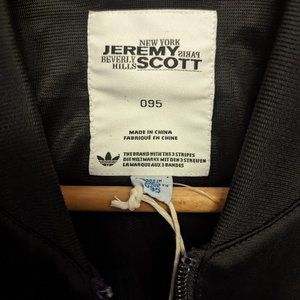 NEW YORK
JEREMY PARIS
BEVERLY SCOTT
HILLS
095
MADE IN CHINA
FABRIQUÉ EN CHINE
THE BRAND WITH THE 3 STRIPES
DIE WELTMARKE MIT DEN 3 STREIFEN
LA MARQUE AUX 3 BANDES